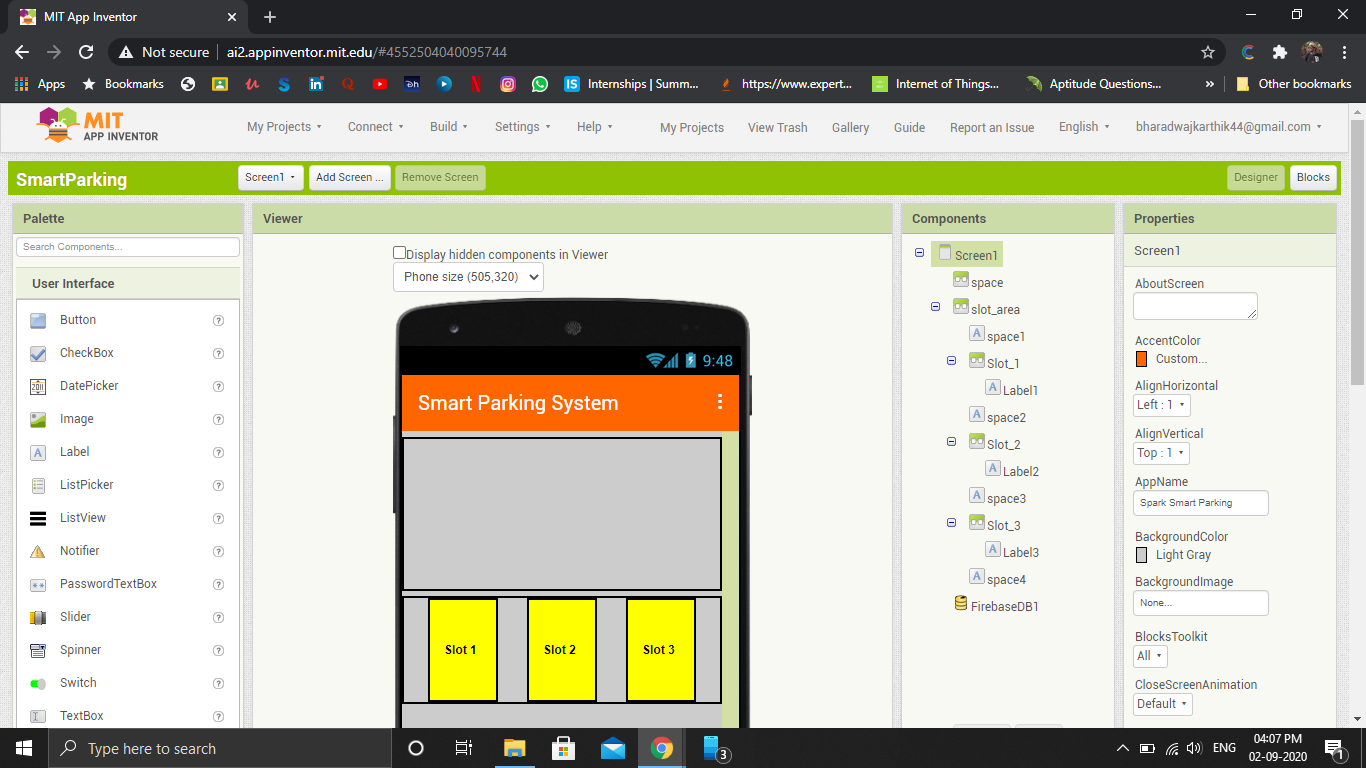 MIT App Inventor
Not secure ai2.appinventor.mit.edu/#4552504040095744
Apps Bookmarks Internships | Summ... https://www.expert... Internet of Things... Aptitude Questions... » Other bookmarks
MIT
APP INVENTOR
My Projects Connect Build Settings Help My Projects View Trash Gallery Guide Report an Issue English bharadwajkarthik44@gmail.com
SmartParking Screen1 Add Screen ... Remove Screen Designer Blocks
Palette
Search Components...
User Interface
Button
CheckBox
DatePicker
Image
Label
ListPicker
ListView
Notifier
PasswordTextBox
Slider
Spinner
Switch
TextBox
Viewer
Display hidden components in Viewer
Phone size (505,320)
9:48
Smart Parking System
Slot 1 Slot 2 Slot 3
Components
Screen1
space
slot_area
space1
Slot_1
Label1
space2
Slot_2
Label2
space3
Slot_3
Label3
space4
FirebaseDB1
Properties
Screen1
AboutScreen
AccentColor
Custom...
AlignHorizontal
Left : 1
AlignVertical
Top : 1
AppName
Spark Smart Parking
BackgroundColor
Light Gray
BackgroundImage
None...
BlocksToolkit
All
CloseScreenAnimation
Default
Type here to search
3
ENG
04:07 PM
02-09-2020
1